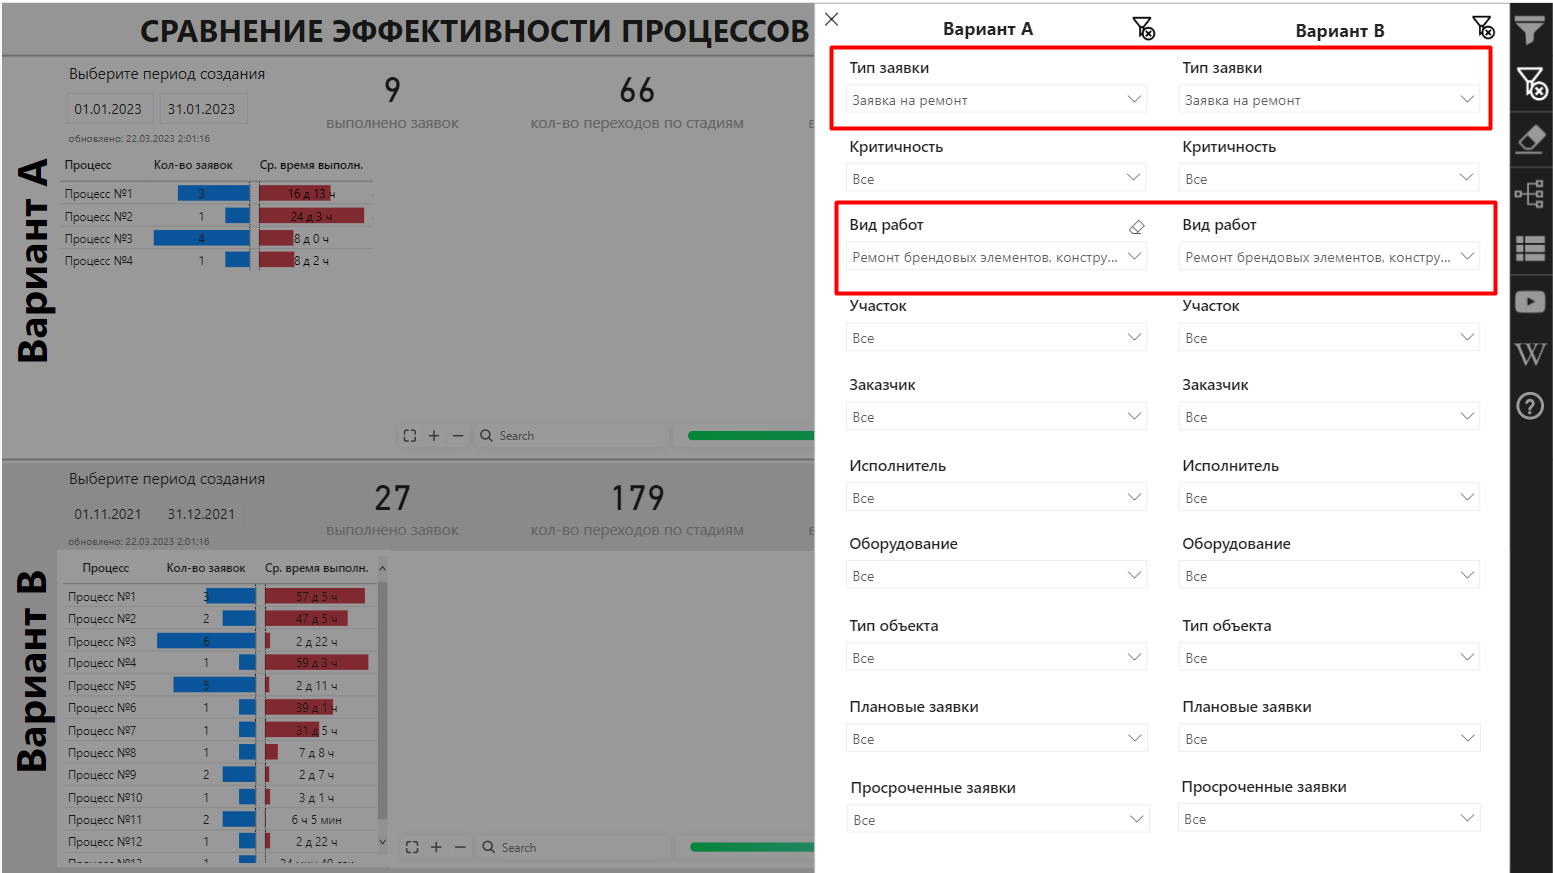 СРАВНЕНИЕ ЭФФЕКТИВНОСТИ ПРОЦЕССОВ
Вариант A
Выберите период создания
01.01.2023 31.01.2023
обновлено: 22.03.2023 2:01:16
9
выполнено заявок
66
кол-во переходов по стадиям
Процесс Кол-во заявок Ср. время выполн.
Процесс №1 3 16 д 13 ч
Процесс №2 1 24 д 3 ч
Процесс №3 4 8 д 0 ч
Процесс №4 1 8 д 2 ч
Search
Вариант B
Выберите период создания
01.11.2021 31.12.2021
обновлено: 22.03.2023 2:01:16
27
выполнено заявок
179
кол-во переходов по стадиям
Процесс Кол-во заявок Ср. время выполн.
Процесс №1 3 57 д 5 ч
Процесс №2 2 47 д 5 ч
Процесс №3 6 2 д 22 ч
Процесс №4 1 59 д 3 ч
Процесс №5 5 2 д 11 ч
Процесс №6 1 39 д 1 ч
Процесс №7 1 31 д 5 ч
Процесс №8 1 7 д 8 ч
Процесс №9 2 2 д 7 ч
Процесс №10 1 3 д 1 ч
Процесс №11 2 6 ч 5 мин
Процесс №12 1 2 д 22 ч
Search
Вариант A Вариант B
Тип заявки Тип заявки
Заявка на ремонт Заявка на ремонт
Критичность Критичность
Все Все
Вид работ Вид работ
Ремонт брендовых элементов, констру... Ремонт брендовых элементов, констру...
Участок Участок
Все Все
Заказчик Заказчик
Все Все
Исполнитель Исполнитель
Все Все
Оборудование Оборудование
Все Все
Тип объекта Тип объекта
Все Все
Плановые заявки Плановые заявки
Все Все
Просроченные заявки Просроченные заявки
Все Все
W
?